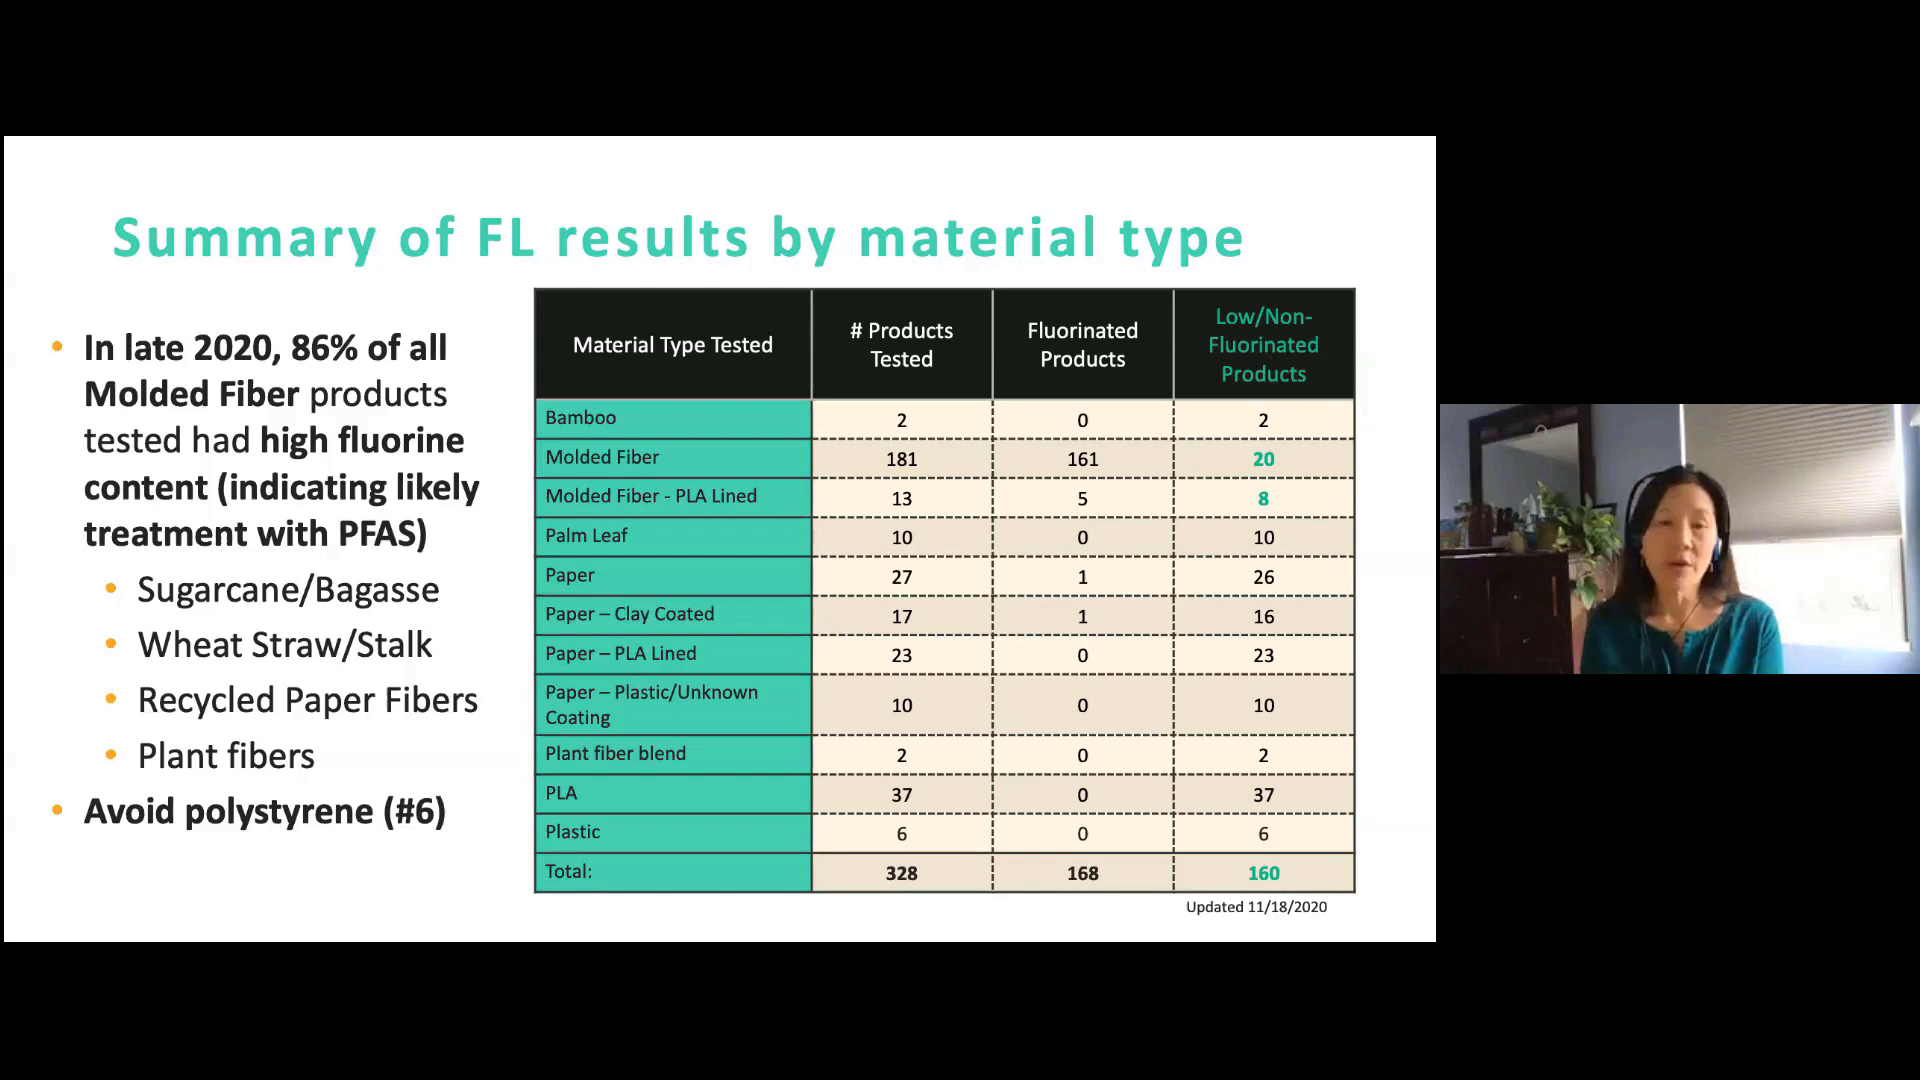 Summary of FL results by material type
• In late 2020, 86% of all
Molded Fiber products
tested had high fluorine
content (indicating likely
treatment with PFAS)
• Sugarcane/Bagasse
• Wheat Straw/Stalk
• Recycled Paper Fibers
• Plant fibers
• Avoid polystyrene (#6)
Material Type Tested # Products Tested Fluorinated Products Low/Non-Fluorinated Products
Bamboo 2 0 2
Molded Fiber 181 161 20
Molded Fiber - PLA Lined 13 5 8
Palm Leaf 10 0 10
Paper 27 1 26
Paper – Clay Coated 17 1 16
Paper – PLA Lined 23 0 23
Paper – Plastic/Unknown Coating 10 0 10
Plant fiber blend 2 0 2
PLA 37 0 37
Plastic 6 0 6
Total: 328 168 160
Updated 11/18/2020